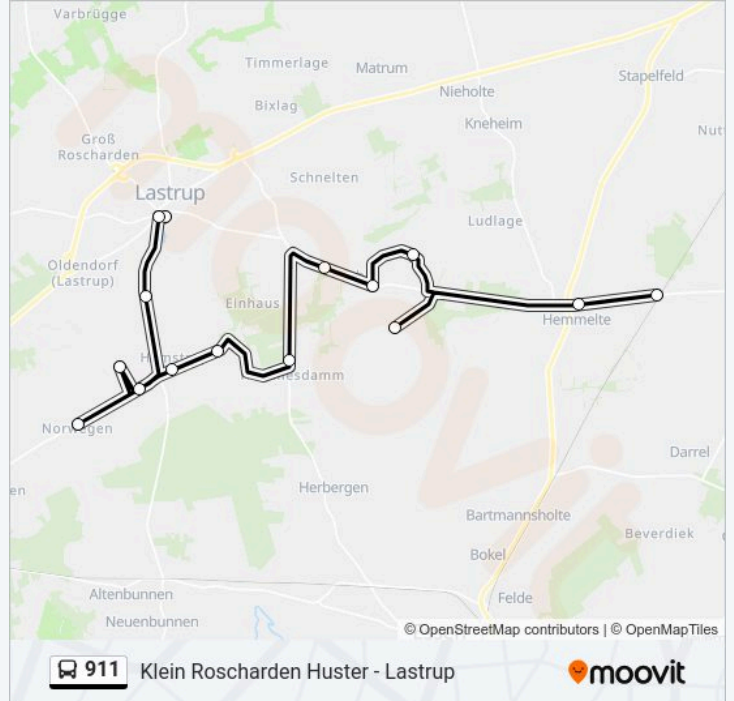 Varbrügge
Timmerlage
Matrum
Stapelfeld
Nieholte
Bixlag
Kneheim
Groß
Roscharden
Schnelten
Lastrup
Ludlage
Oldendorf
(Lastrup)
Einhaus
Hemmelte
Norwegen
Darrel
Herbergen
Bartmannsholte
Beverdiek
Bokel
Altenbunnen
Felde
Neuenbunnen
© OpenStreetMap contributors | © OpenMapTiles
911 Klein Roscharden Huster - Lastrup
moovit